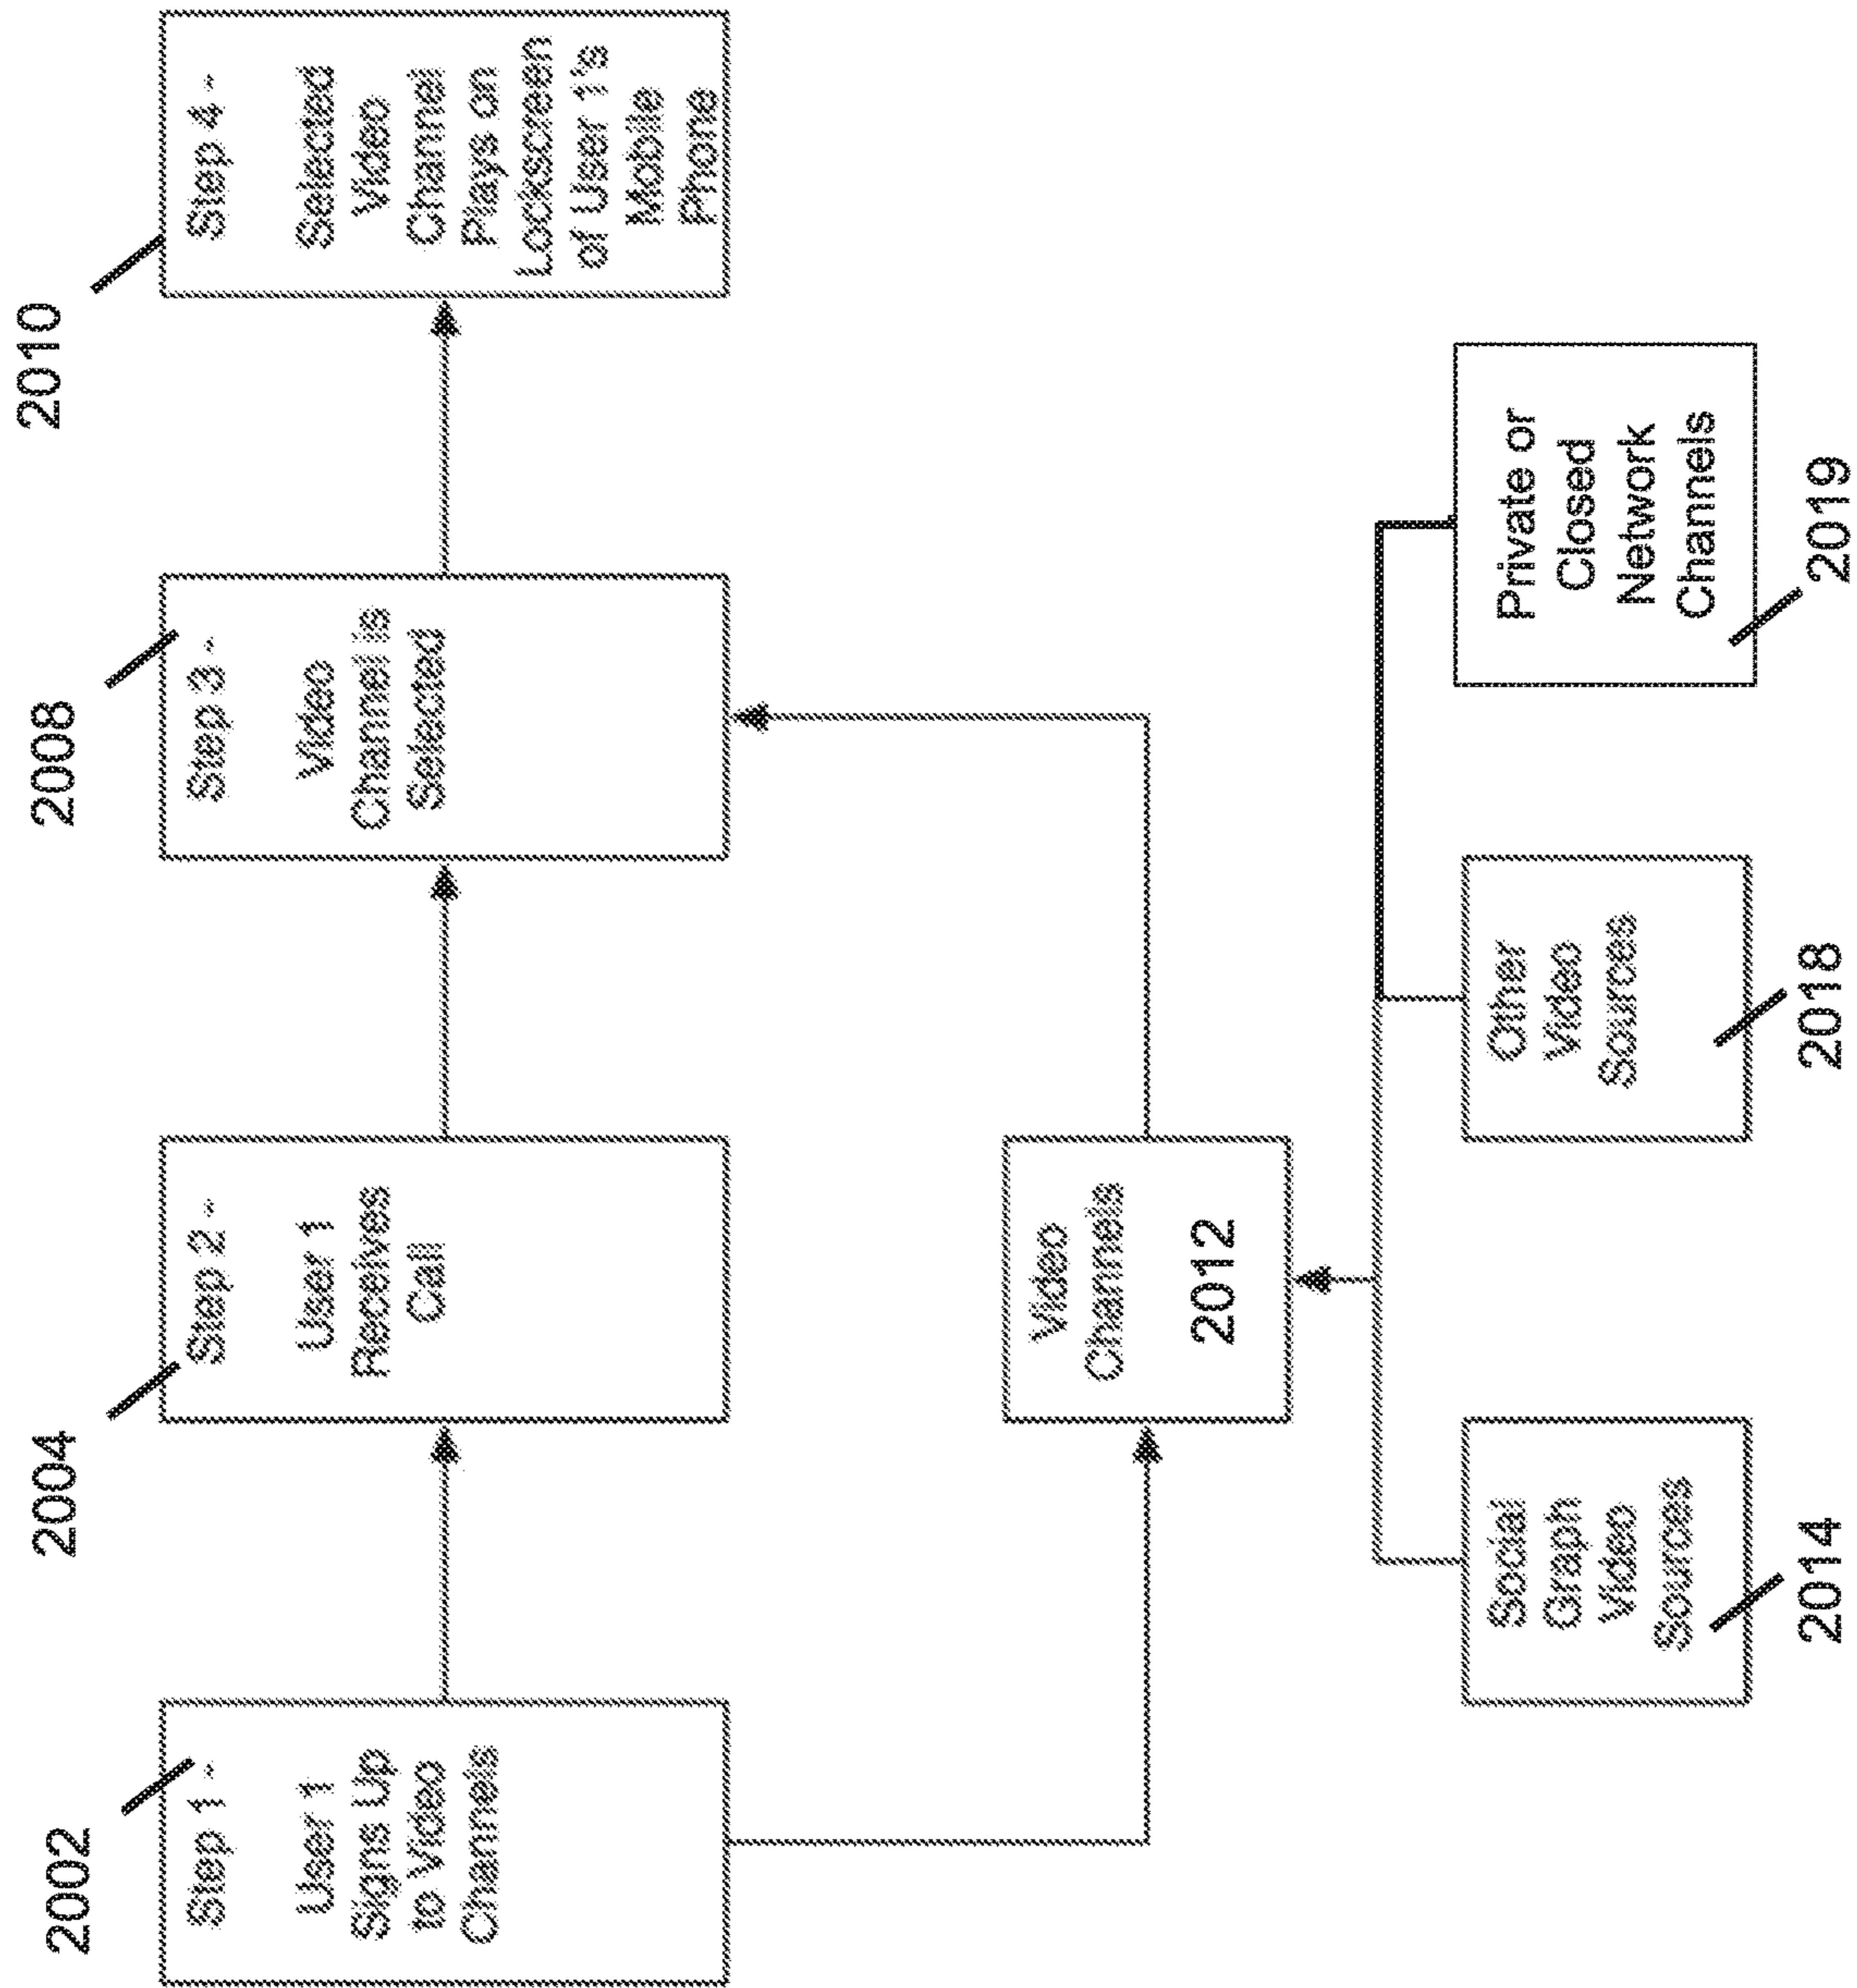 2002
Step 1 -
User 1
Signs Up
to Video
Channels
2004
Step 2 -
User 1
Receives
Call
2008
Step 3 -
Video
Channel is
Selected
2010
Step 4 -
Selected
Video
Channel
Plays on
Lockscreen
of User 1's
Mobile
Phone
Video
Channels
2012
Social
Graph
Video
Sources
2014
Other
Video
Sources
2018
Private or
Closed
Network
Channels
2019